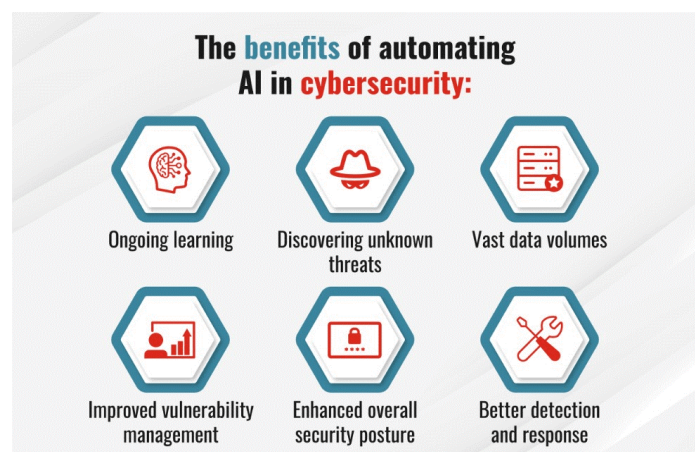 The benefits of automating
AI in cybersecurity:
Ongoing learning
Discovering unknown
threats
Vast data volumes
Improved vulnerability
management
Enhanced overall
security posture
Better detection
and response